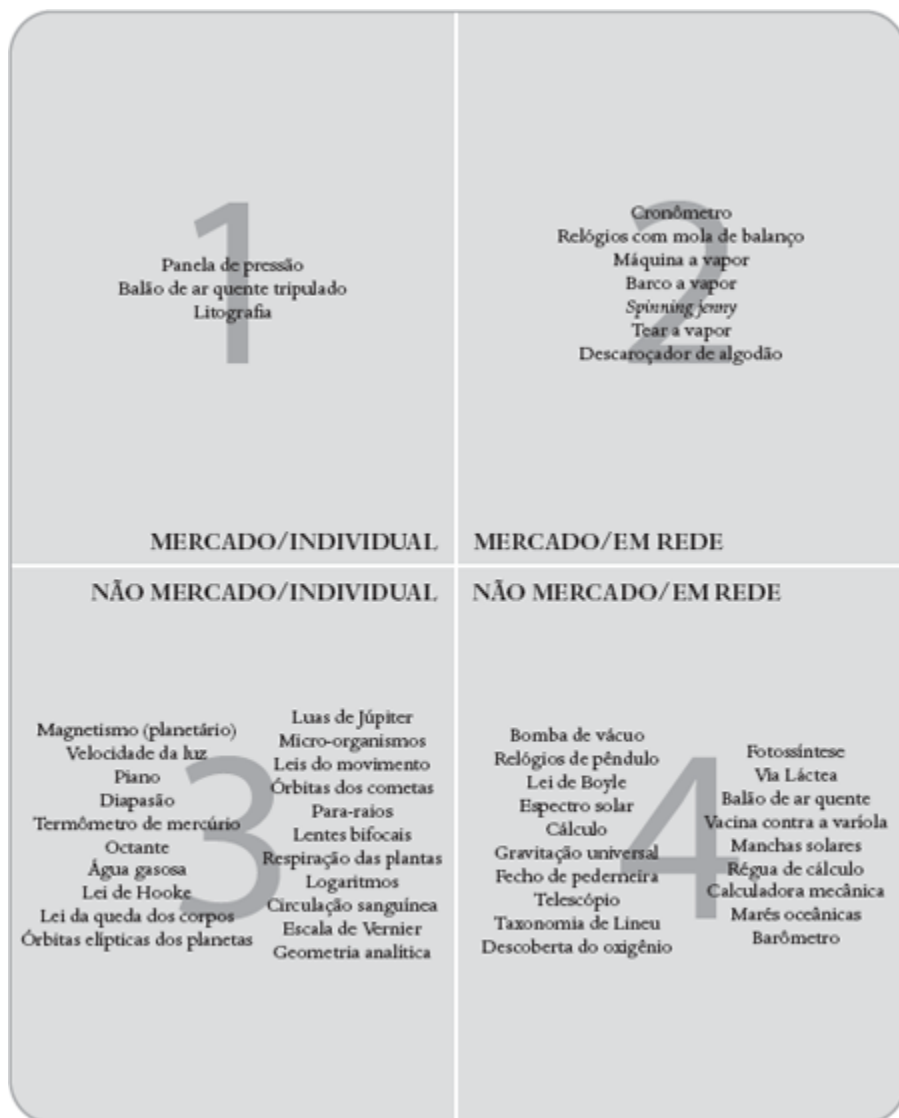 1
Panela de pressão
Balão de ar quente tripulado
Litografia
MERCADO/INDIVIDUAL
2
Cronômetro
Relógios com mola de balanço
Máquina a vapor
Barco a vapor
Spinning jenny
Tear a vapor
Descaroçador de algodão
MERCADO/EM REDE
NÃO MERCADO/INDIVIDUAL
3
Magnetismo (planetário)
Velocidade da luz
Piano
Diapasão
Termômetro de mercúrio
Octante
Água gasosa
Lei de Hooke
Lei da queda dos corpos
Órbitas elípticas dos planetas
Luas de Júpiter
Micro-organismos
Leis do movimento
Órbitas dos cometas
Para-raios
Lentes bifocais
Respiração das plantas
Logaritmos
Circulação sanguínea
Escala de Vernier
Geometria analítica
NÃO MERCADO/EM REDE
4
Bomba de vácuo
Relógios de pêndulo
Lei de Boyle
Espectro solar
Cálculo
Gravitação universal
Fecho de pederneira
Telescópio
Taxonomia de Lineu
Descoberta do oxigênio
Fotossíntese
Via Láctea
Balão de ar quente
Vacina contra a varíola
Manchas solares
Régua de cálculo
Calculadora mecânica
Marés oceânicas
Barômetro